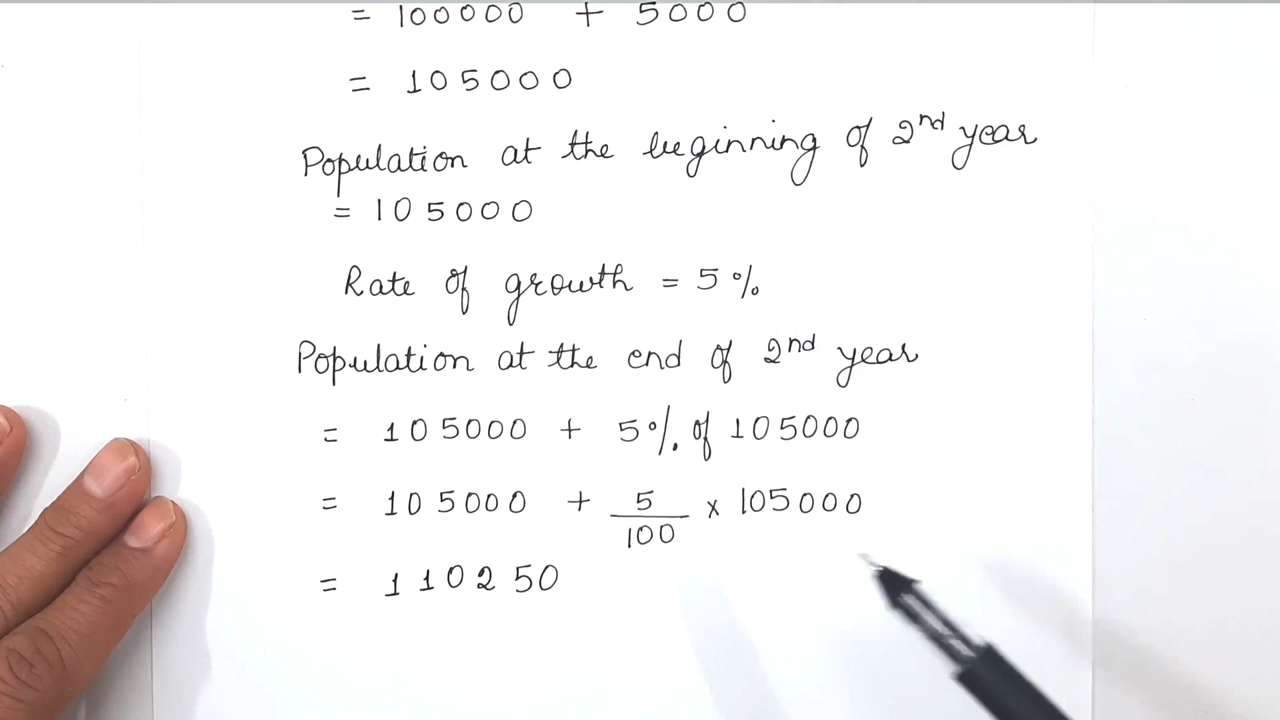 = 100000 + 5000
= 105000
Population at the beginning of 2nd year
= 105000
Rate of growth = 5%
Population at the end of 2nd year
= 105000 + 5% of 105000
= 105000 + 5/100 x 105000
= 110250